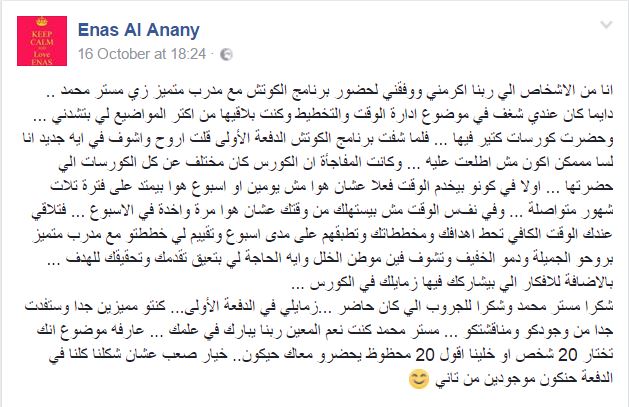 KEEP
CALM
AND
Love
ENAS
Enas Al Anany
16 October at 18:24 ·
انا من الاشخاص الي ربنا اكرمني ووفقني لحضور برنامج الكوتش مع مدرب متميز زي مستر محمد ..
دايما كان عندي شغف في موضوع ادارة الوقت والتخطيط وكنت بلاقيها من اكتر المواضيع لي بتشدني ...
وحضرت كورسات كتير فيها ... فلما شفت برنامج الكوتش الدفعة الأولى قلت اروح واشوف في ايه جديد انا
لسا مممكن اكون مش اطلعت عليه ... وكانت المفاجأة ان الكورس كان مختلف عن كل الكورسات الي
حضرتها ... اولا في كونو بيخدم الوقت فعلا عشان هوا مش يومين او اسبوع هوا بيمتد على فترة تلات
شهور متواصلة ... وفي نفس الوقت مش بيستهلك من وقتك عشان هوا مرة واخدة في الاسبوع ... فتلاقي
عندك الوقت الكافي تحط اهدافك ومخططاتك وتطبقهم على مدى اسبوع وتقييم لي خططتو مع مدرب متميز
بروحو الجميلة ودمو الخفيف وتشوف فين موطن الخلل وايه الحاجة لي بتعيق تقدمك وتحقيقك للهدف ...
بالاضافة للافكار الي بيشاركك فيها زمايلك في الكورس ...
شكرا مستر محمد وشكرا للجروب الي كان حاضر ...زمايلي في الدفعة الأولى... كنتو مميزين جدا وستفدت
جدا من وجودكو ومناقشتكو ... مستر محمد كنت نعم المعين ربنا يبارك في علمك ... عارفه موضوع انك
تختار 20 شخص او خلينا اقول 20 محظوظ يحضرو معاك حيكون.. خيار صعب عشان شكلنا كلنا في
الدفعة حنكون موجودين من تاني 😊